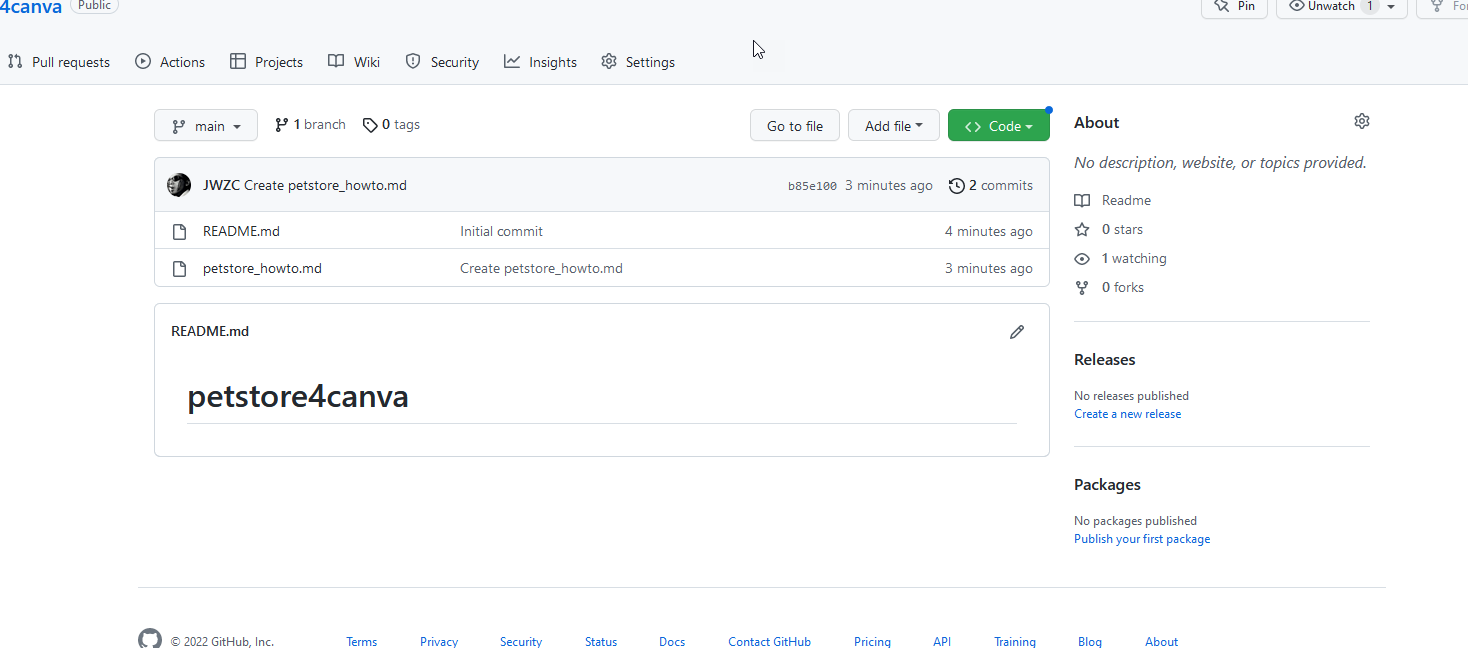 4canva Public Pin Unwatch 1
Pull requests Actions Projects Wiki Security Insights Settings
main 1 branch 0 tags Go to file Add file Code
JWZC Create petstore_howto.md b85e100 3 minutes ago 2 commits
README.md Initial commit 4 minutes ago
petstore_howto.md Create petstore_howto.md 3 minutes ago
README.md
petstore4canva
About
No description, website, or topics provided.
Readme
0 stars
1 watching
0 forks
Releases
No releases published
Create a new release
Packages
No packages published
Publish your first package
© 2022 GitHub, Inc. Terms Privacy Security Status Docs Contact GitHub Pricing API Training Blog About